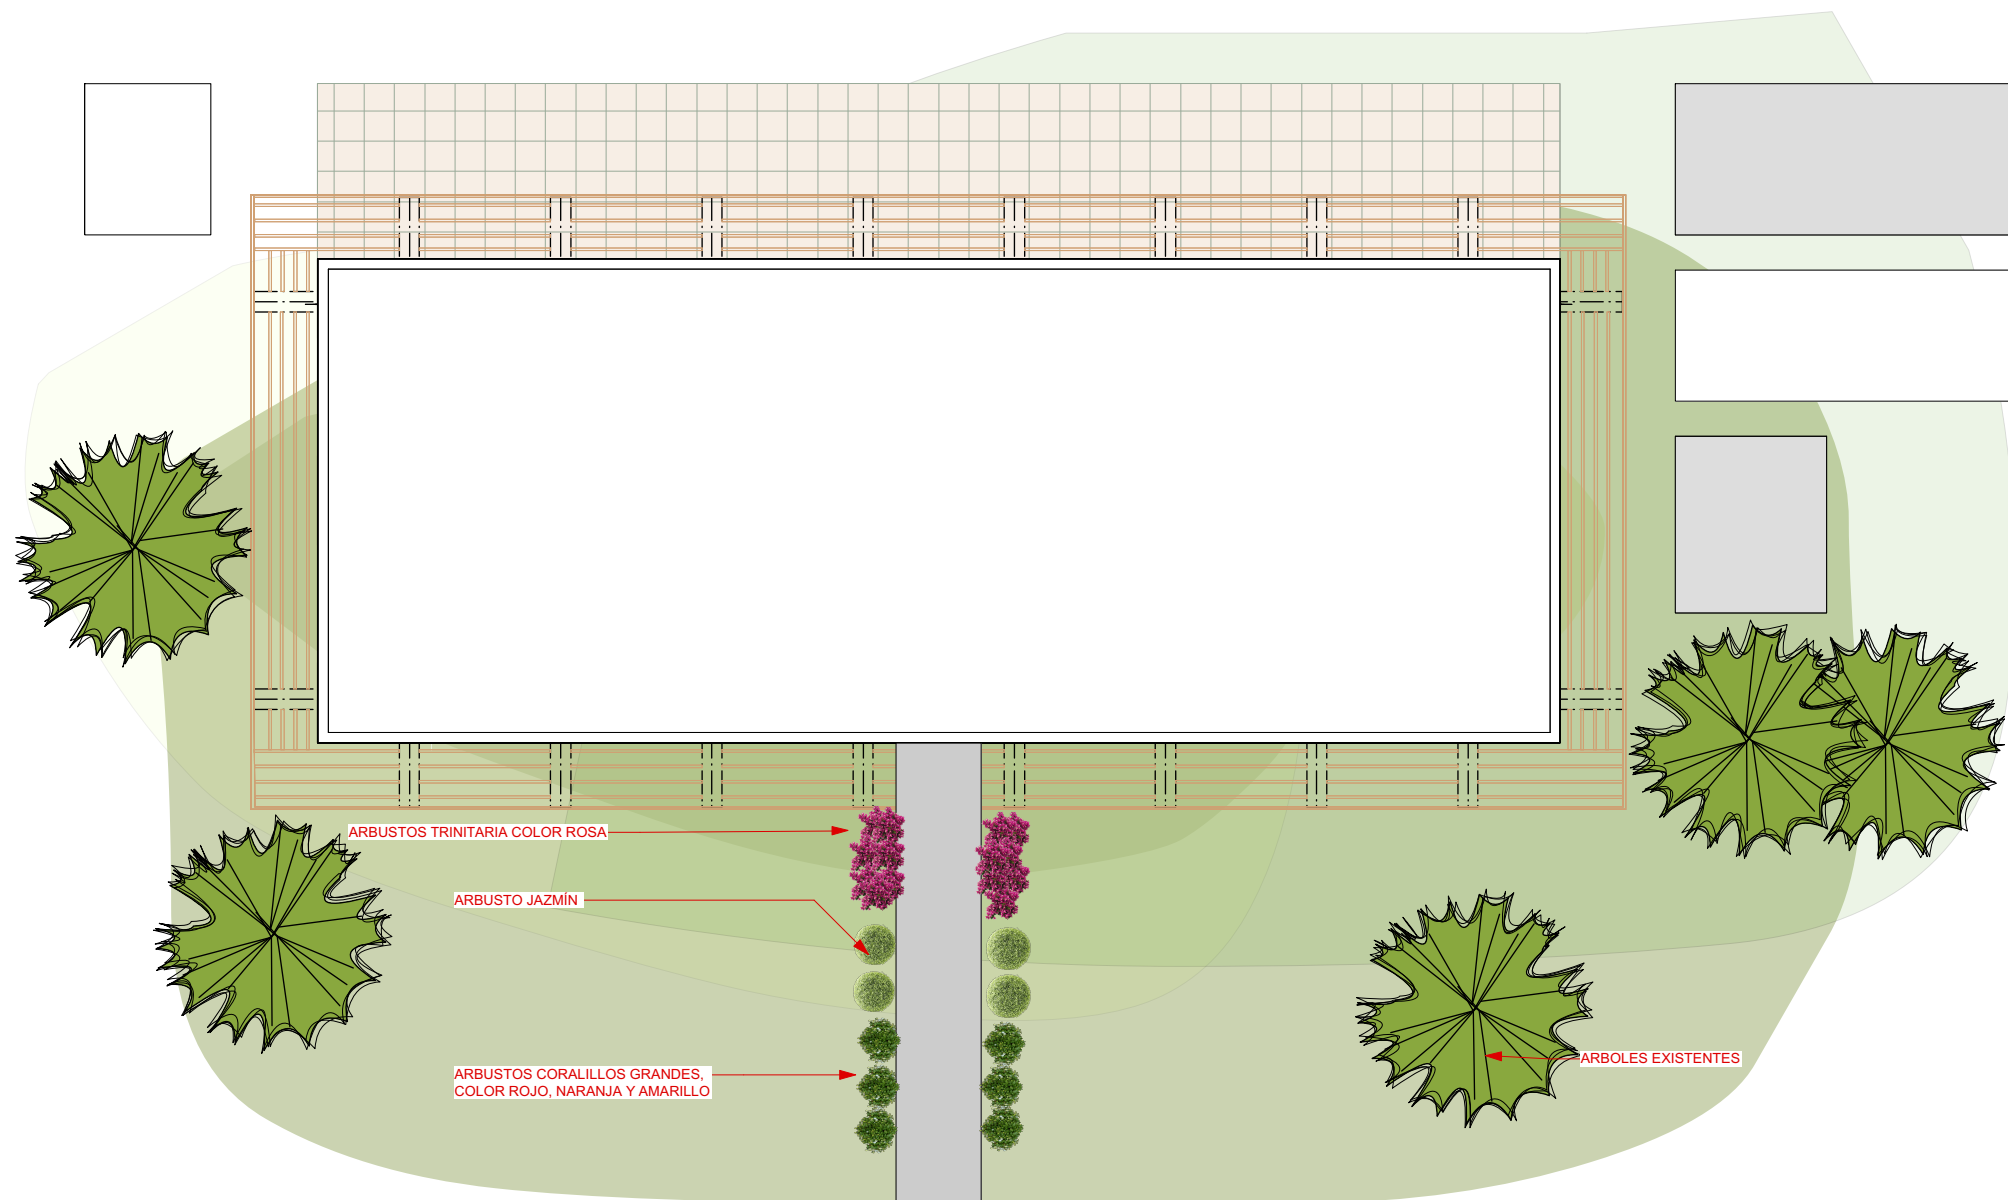 ARBUSTOS TRINITARIA COLOR ROSA
ARBUSTO JAZMÍN
ARBUSTOS CORALILLOS GRANDES,
COLOR ROJO, NARANJA Y AMARILLO
ARBOLES EXISTENTES